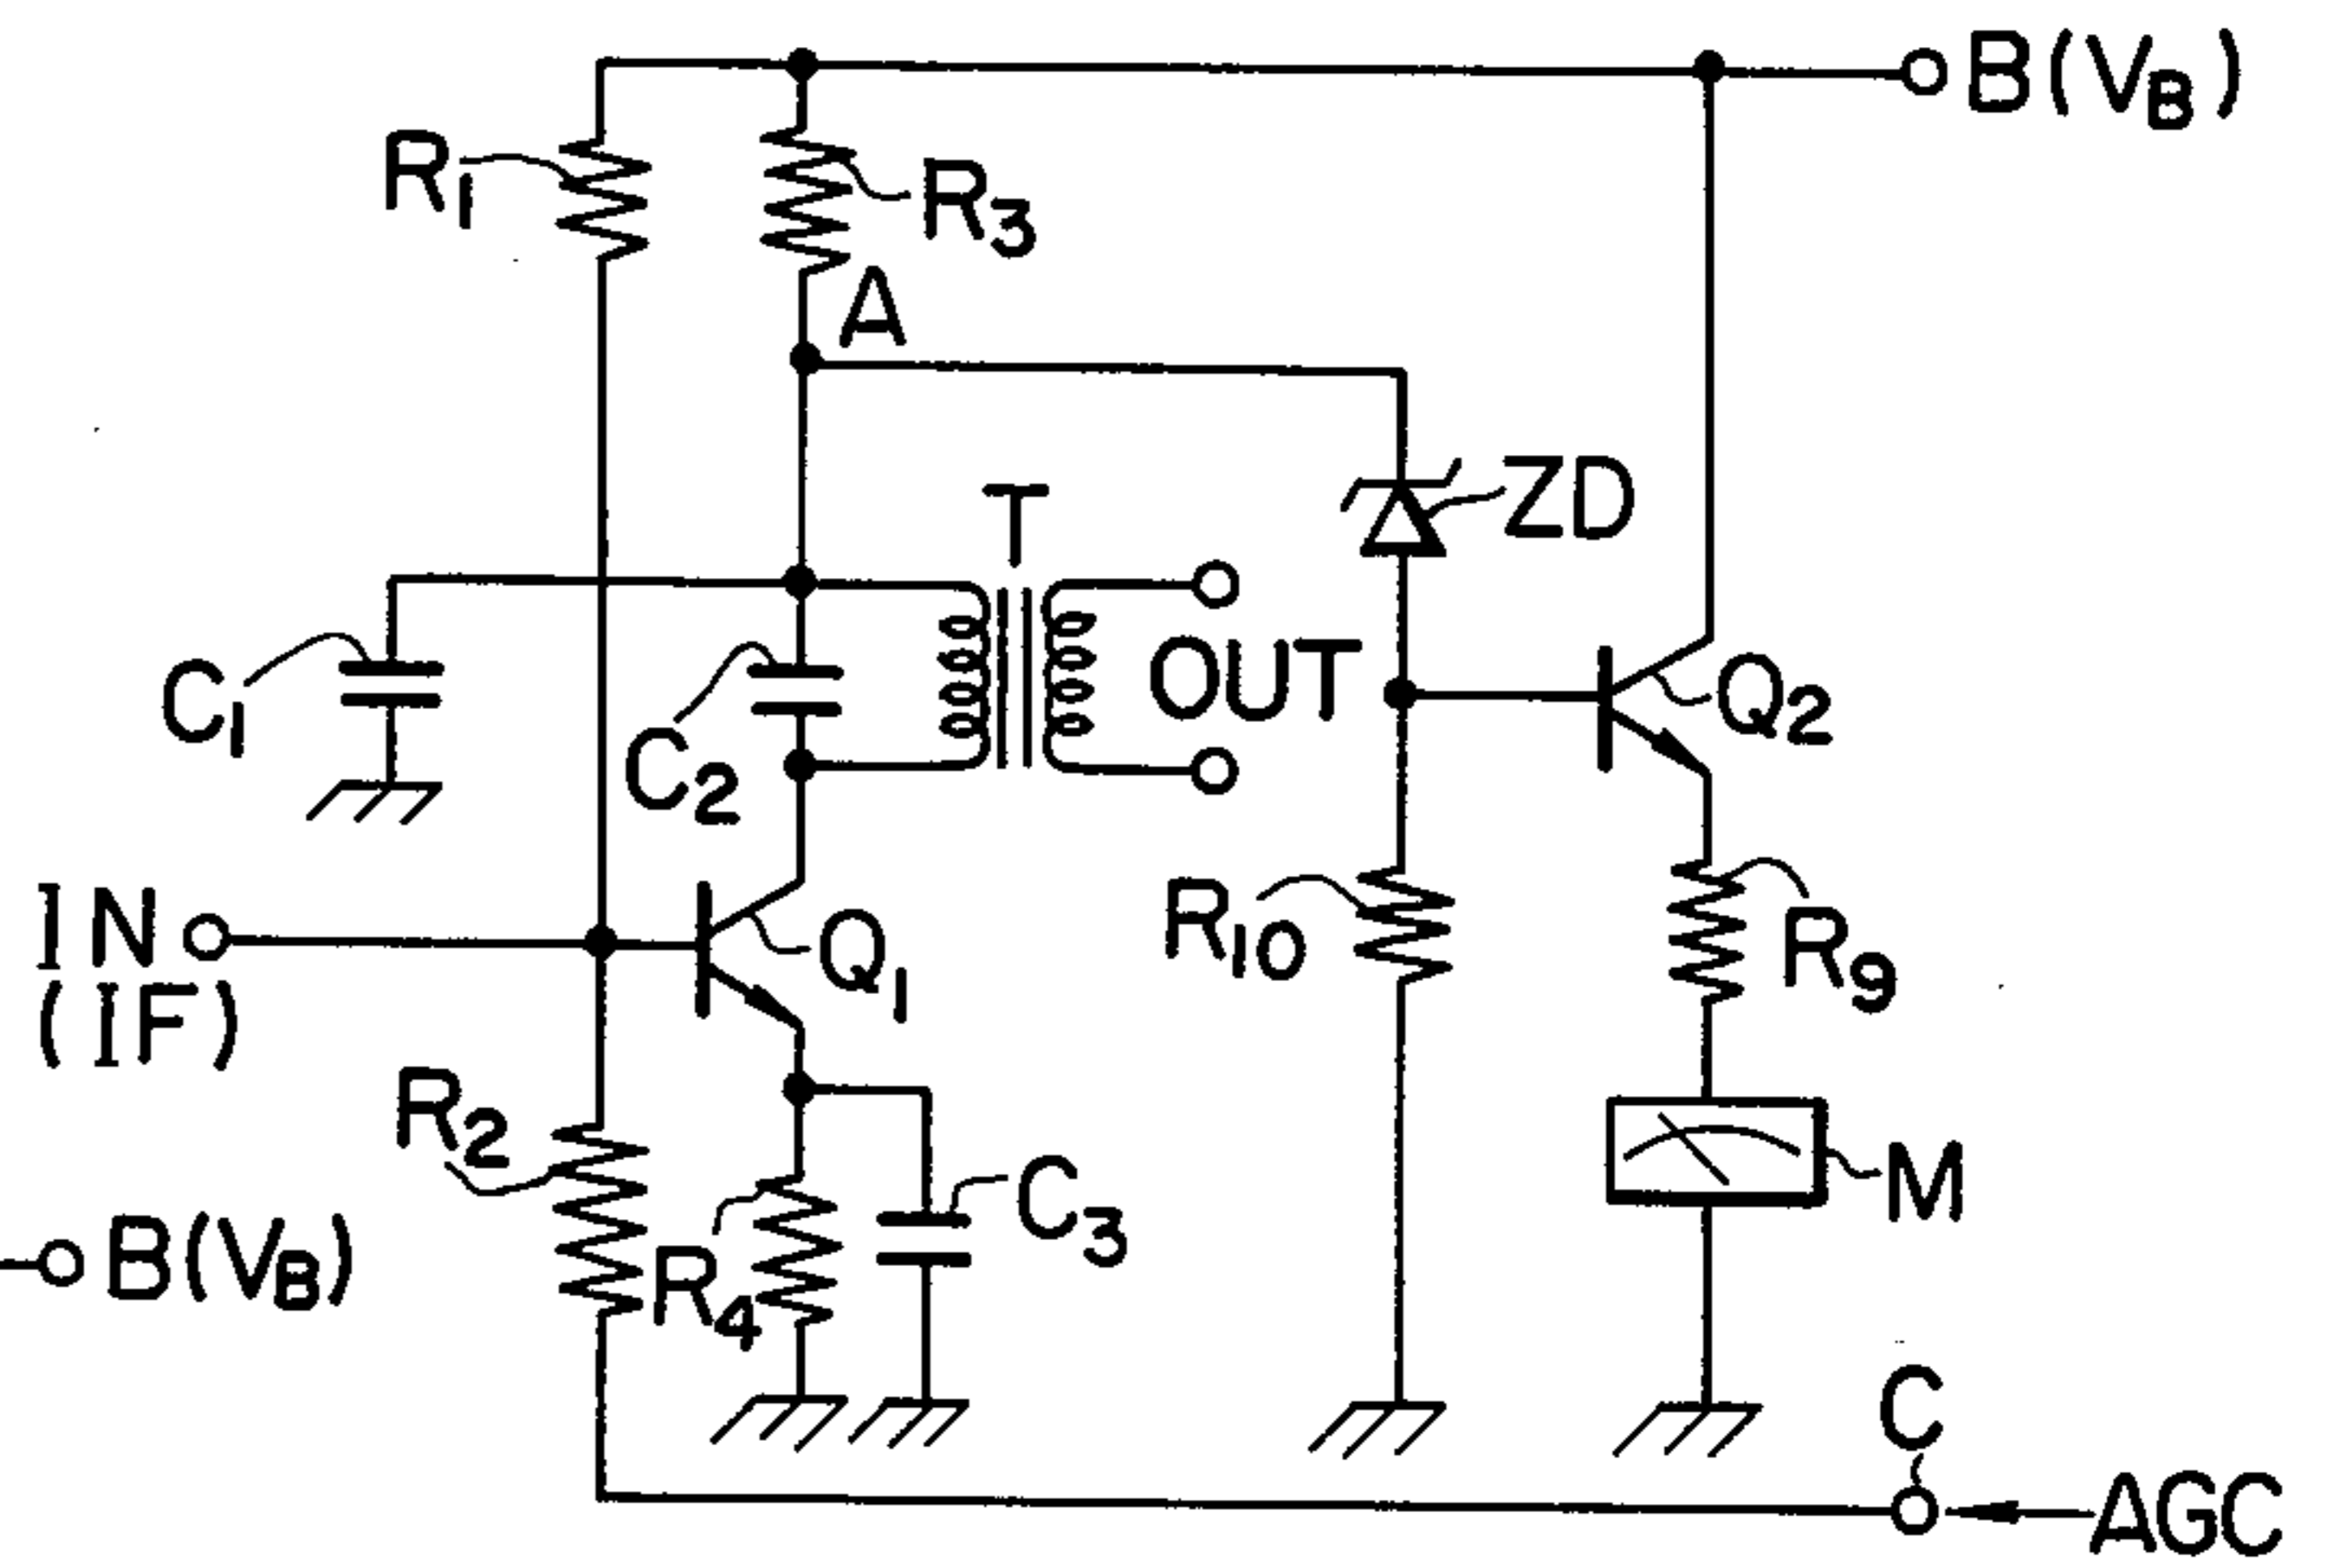 B(VB)
R1
R3
A
T
ZD
C1
C2
OUT
Q2
IN
(IF)
Q1
R10
R9
R2
M
B(VB)
R4
C3
C
AGC